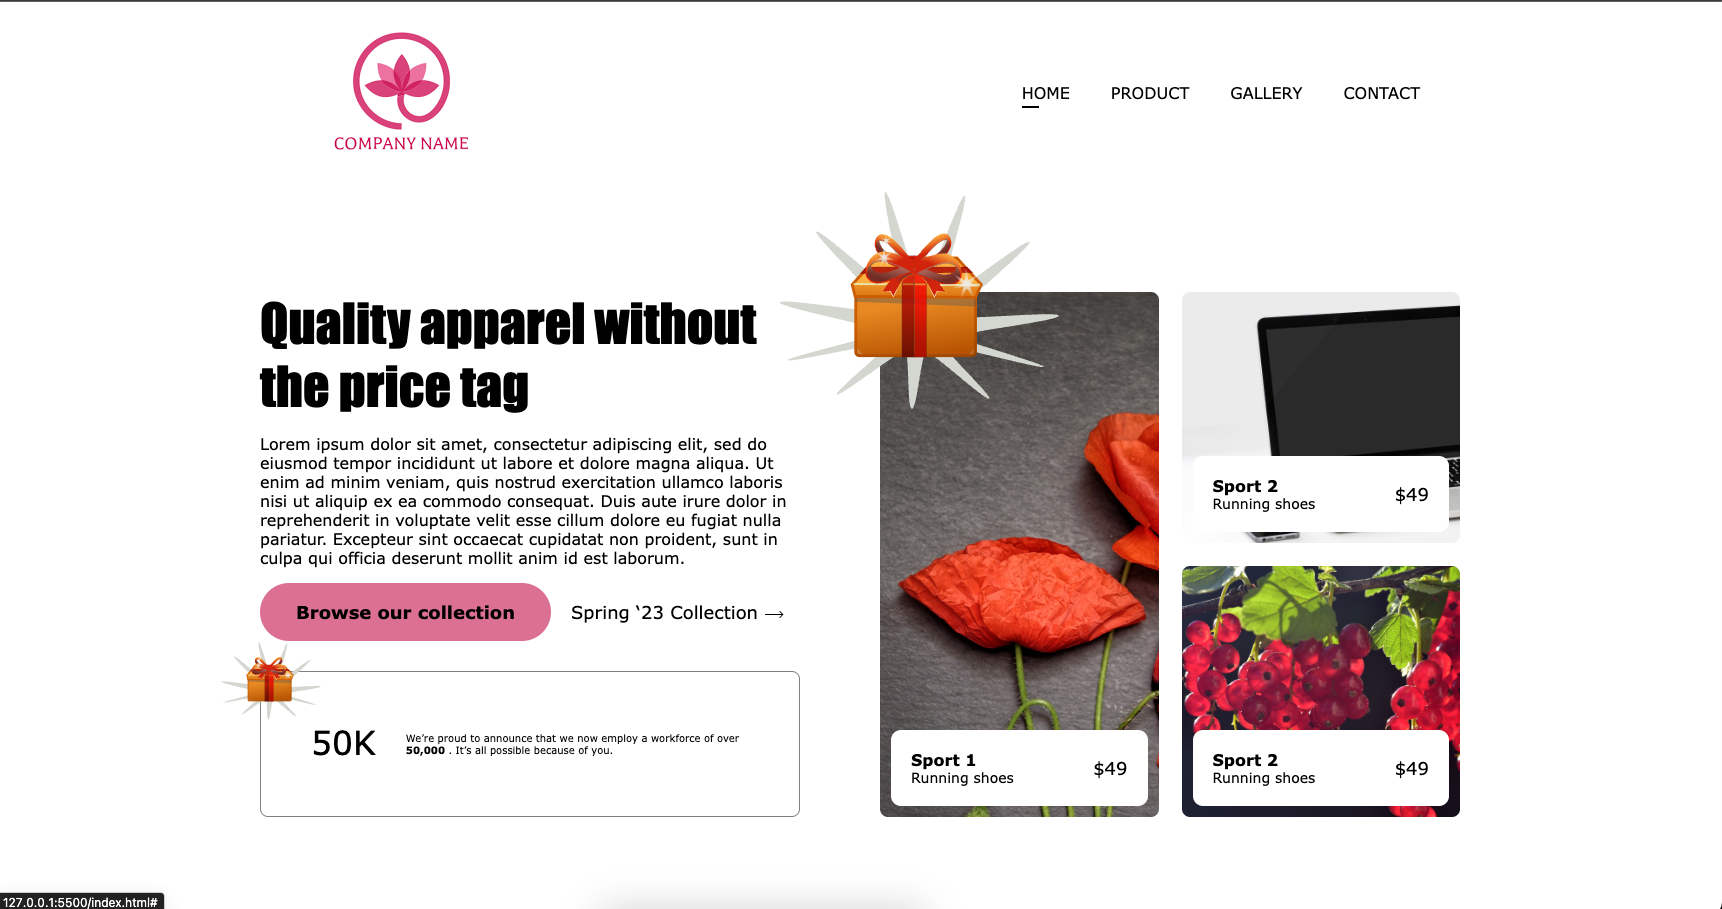 COMPANY NAME
HOME PRODUCT GALLERY CONTACT
Quality apparel without
the price tag
Lorem ipsum dolor sit amet, consectetur adipiscing elit, sed do
eiusmod tempor incididunt ut labore et dolore magna aliqua. Ut
enim ad minim veniam, quis nostrud exercitation ullamco laboris
nisi ut aliquip ex ea commodo consequat. Duis aute irure dolor in
reprehenderit in voluptate velit esse cillum dolore eu fugiat nulla
pariatur. Excepteur sint occaecat cupidatat non proident, sunt in
culpa qui officia deserunt mollit anim id est laborum.
Browse our collection
Spring ‘23 Collection →
50K
We’re proud to announce that we now employ a workforce of over
50,000 . It’s all possible because of you.
Sport 1
Running shoes
$49
Sport 2
Running shoes
$49
Sport 2
Running shoes
$49
127.0.0.1:5500/index.html#